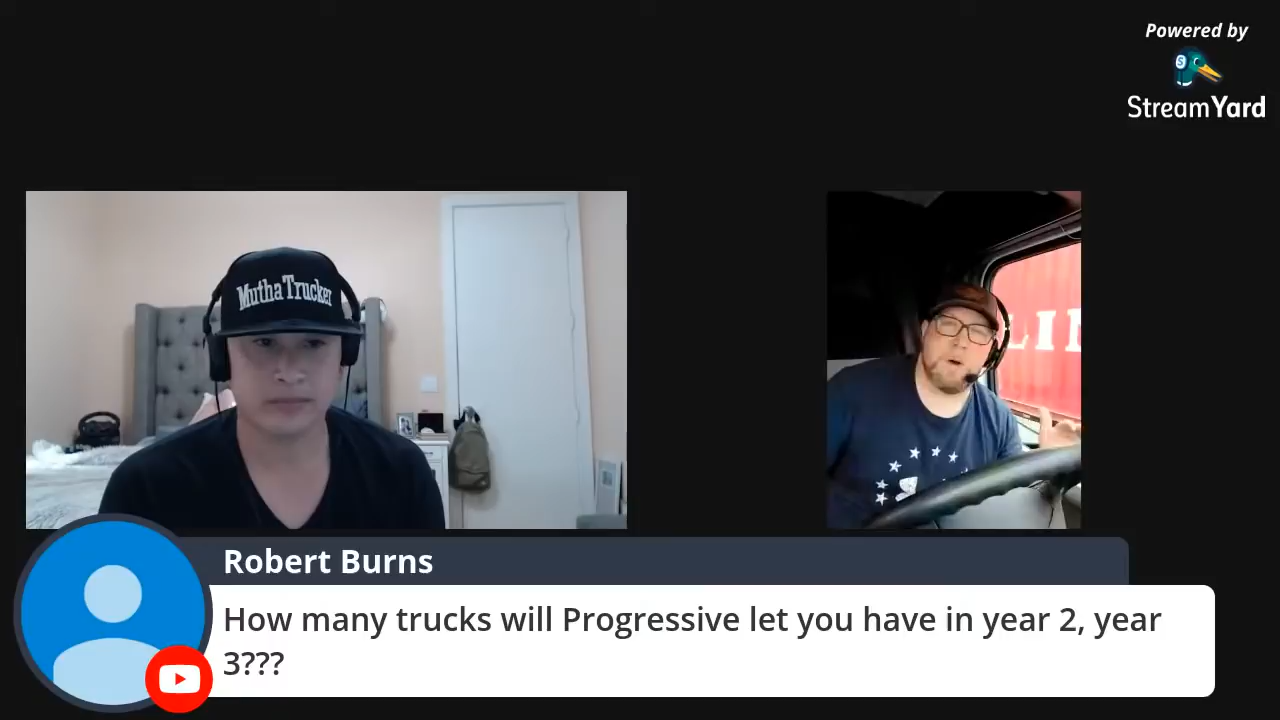 Powered by
StreamYard
MuthaTrucker
LI
Robert Burns
How many trucks will Progressive let you have in year 2, year
3???